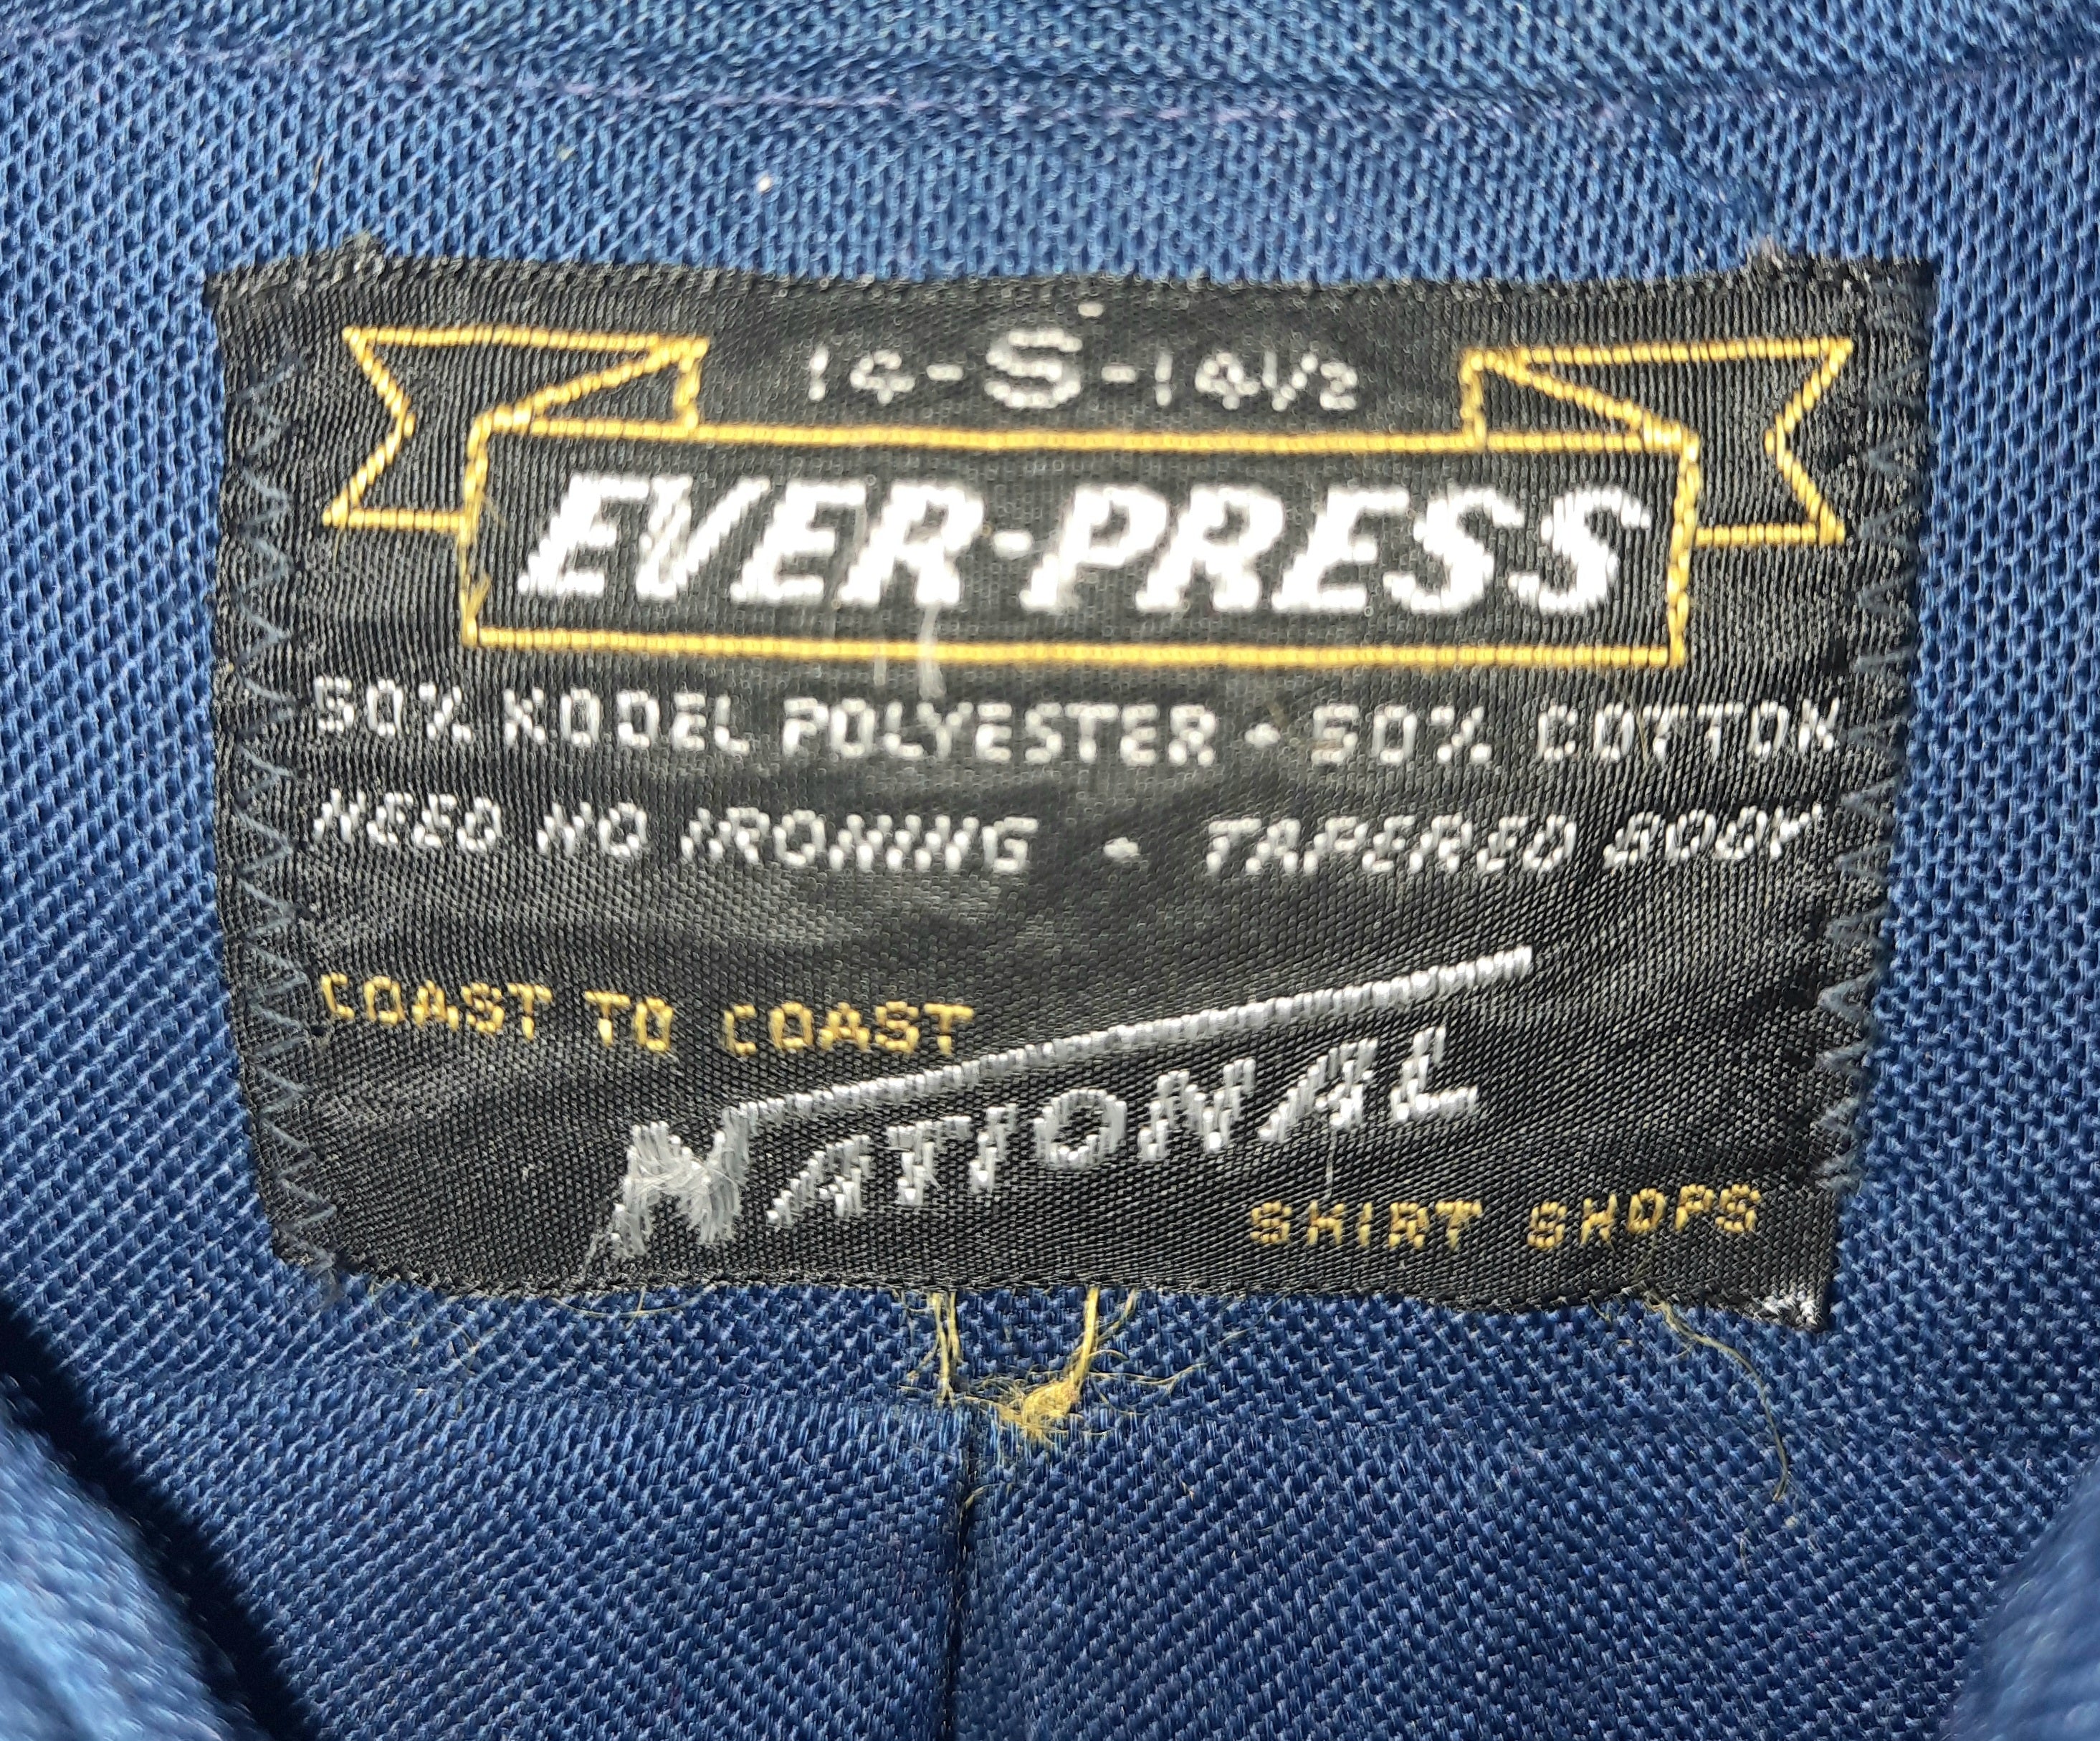 14-S-14½
EVER-PRESS
50% KODEL POLYESTER • 50% COTTON
NEED NO IRONING • TAPERED BODY
COAST TO COAST
NATIONAL
SHIRT SHOPS